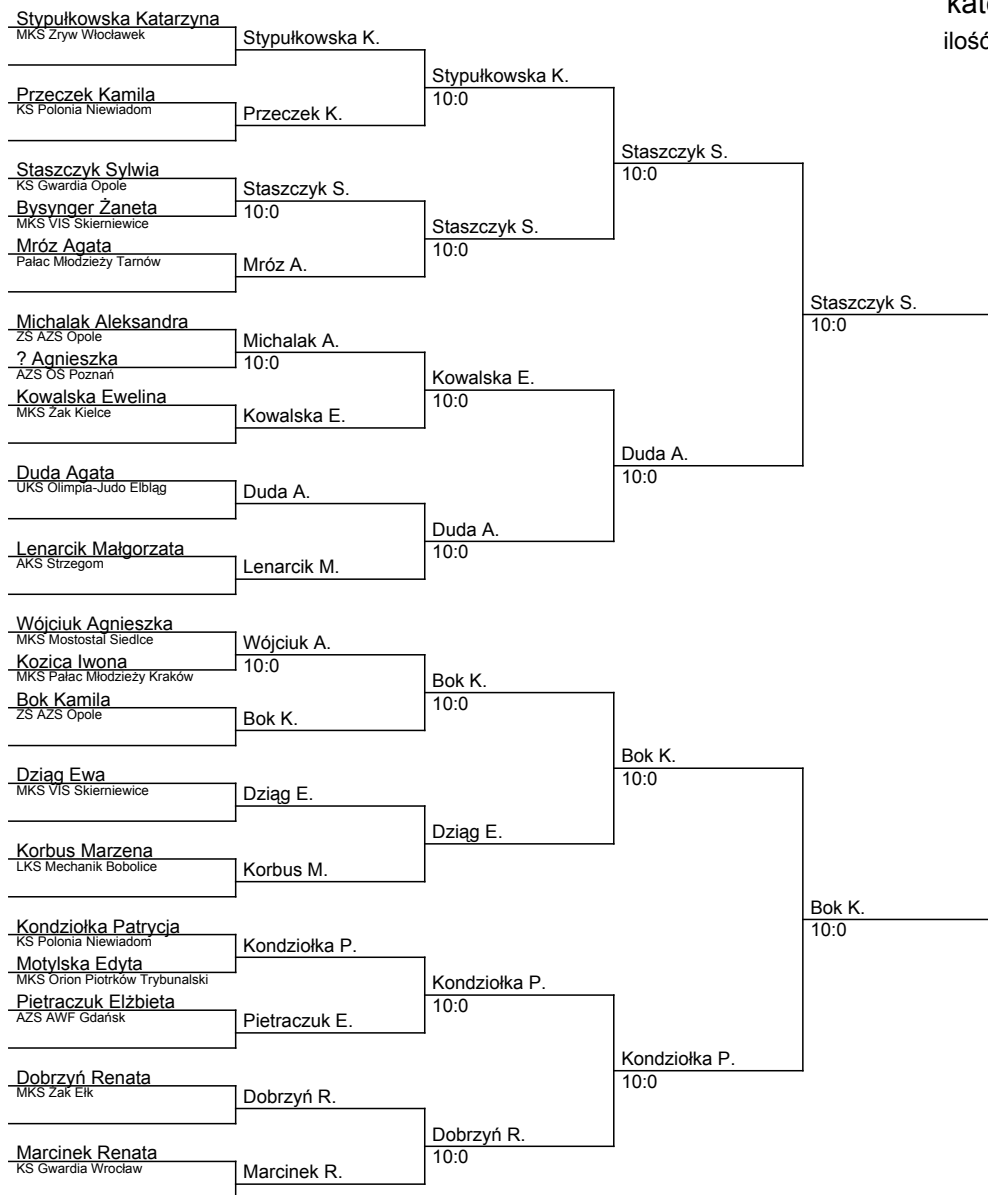 kat
ilość
Stypułkowska Katarzyna
MKS Zryw Włocławek
Stypułkowska K.
Stypułkowska K.
10:0
Przeczek Kamila
KS Polonia Niewiadom
Przeczek K.
Staszczyk S.
10:0
Staszczyk Sylwia
KS Gwardia Opole
Staszczyk S.
10:0
Bysynger Żaneta
MKS VIS Skierniewice
Staszczyk S.
10:0
Mróz Agata
Pałac Młodzieży Tarnów
Mróz A.
Staszczyk S.
10:0
Michalak Aleksandra
ZS AZS Opole
Michalak A.
10:0
? Agnieszka
AZS OŚ Poznań
Kowalska E.
10:0
Kowalska Ewelina
MKS Żak Kielce
Kowalska E.
Duda A.
10:0
Duda Agata
UKS Olimpia-Judo Elbląg
Duda A.
Duda A.
10:0
Lenarcik Małgorzata
AKS Strzegom
Lenarcik M.
Wójciuk Agnieszka
MKS Mostostal Siedlce
Wójciuk A.
10:0
Kozica Iwona
MKS Pałac Młodzieży Kraków
Bok K.
10:0
Bok Kamila
ZS AZS Opole
Bok K.
Bok K.
10:0
Dziąg Ewa
MKS VIS Skierniewice
Dziąg E.
Dziąg E.
Korbus Marzena
LKS Mechanik Bobolice
Korbus M.
Bok K.
10:0
Kondziołka Patrycja
KS Polonia Niewiadom
Kondziołka P.
Motylska Edyta
MKS Orion Piotrków Trybunalski
Kondziołka P.
10:0
Pietraczuk Elżbieta
AZS AWF Gdańsk
Pietraczuk E.
Kondziołka P.
10:0
Dobrzyń Renata
MKS Żak Ełk
Dobrzyń R.
Dobrzyń R.
10:0
Marcinek Renata
KS Gwardia Wrocław
Marcinek R.